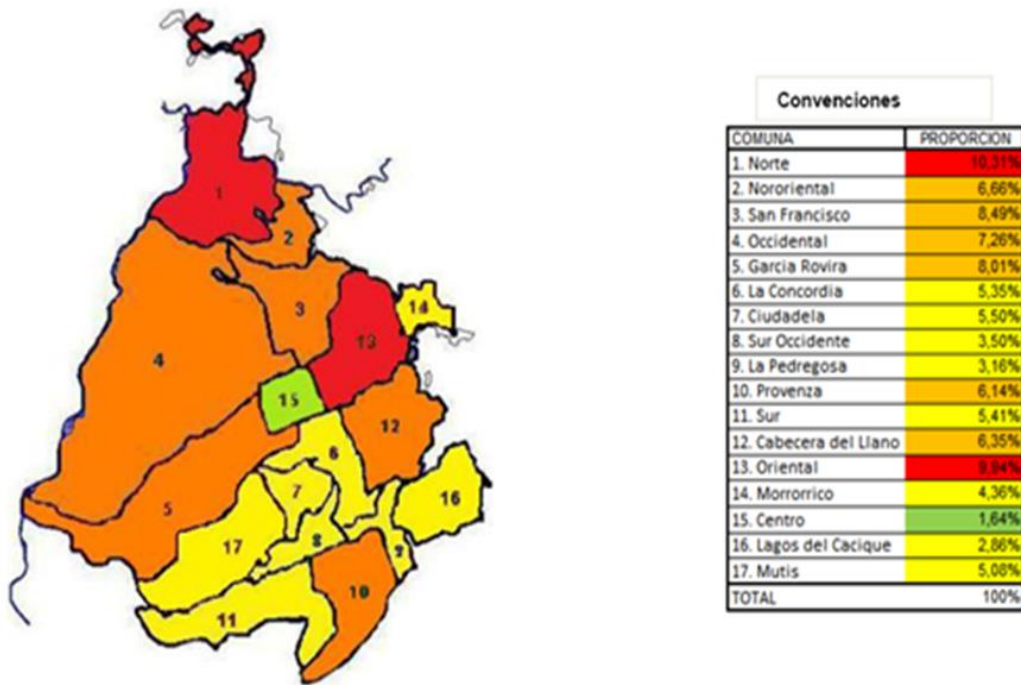 Convenciones
COMUNA PROPORCION
1. Norte 10,31%
2. Nororiental 6,66%
3. San Francisco 8,49%
4. Occidental 7,26%
5. Garcia Rovira 8,01%
6. La Concordia 5,35%
7. Ciudadela 5,50%
8. Sur Occidente 3,50%
9. La Pedregosa 3,16%
10. Provenza 6,14%
11. Sur 5,41%
12. Cabecera del Llano 6,35%
13. Oriental 9,94%
14. Morrorrico 4,36%
15. Centro 1,64%
16. Lagos del Cacique 2,86%
17. Mutis 5,08%
TOTAL 100%
1
2
3
14
4
13
15
12
6
7
16
5
17
8
9
10
11